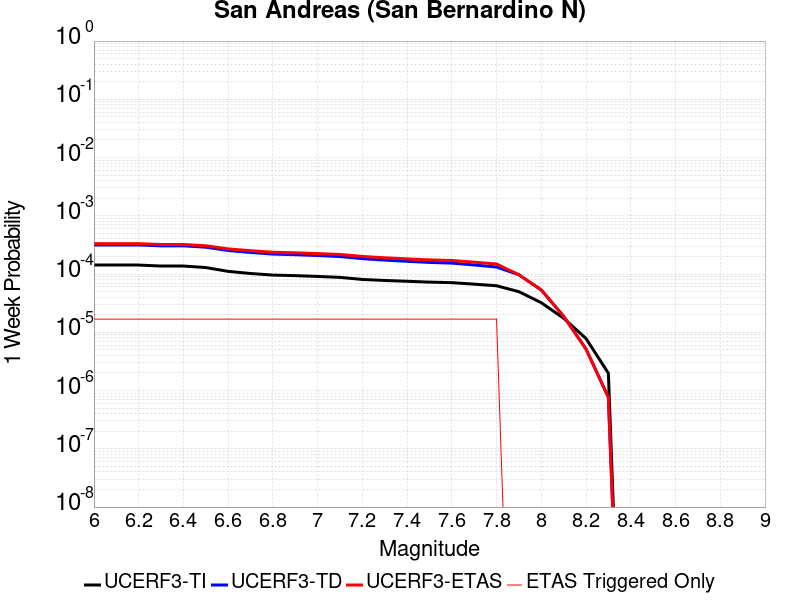 San Andreas (San Bernardino N)
10^0
10^-1
10^-2
10^-3
10^-4
10^-5
10^-6
10^-7
10^-8
1 Week Probability
6 6.2 6.4 6.6 6.8 7 7.2 7.4 7.6 7.8 8 8.2 8.4 8.6 8.8 9
Magnitude
UCERF3-TI UCERF3-TD UCERF3-ETAS ETAS Triggered Only